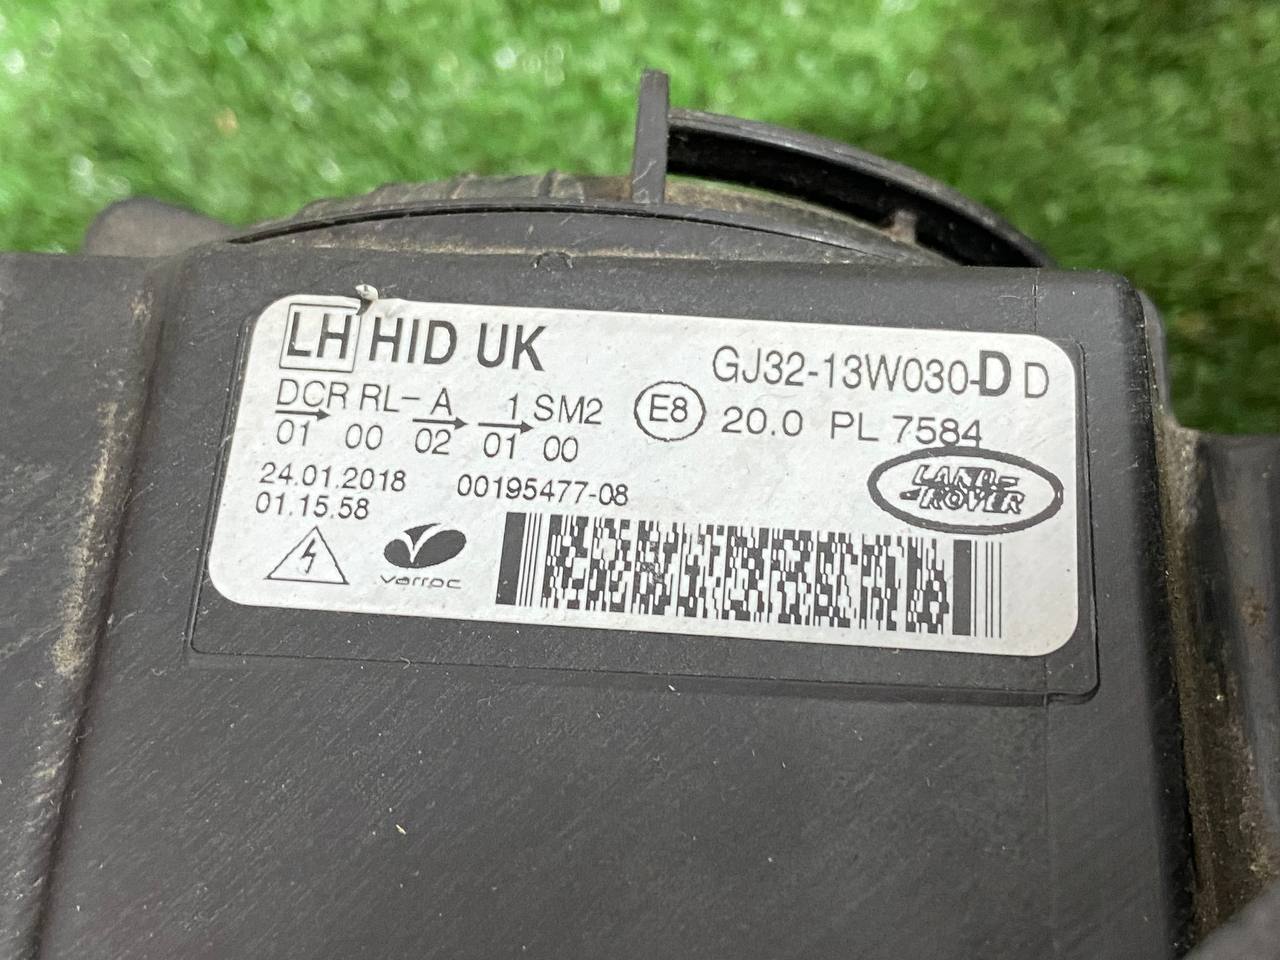 LH HID UK GJ32-13W030-D D
DCR RL- A 1 SM2 E8 20.0 PL 7584
01 00 02 01 00
24.01.2018 00195477-08
01.15.58
LAND-
ROVER
varroc